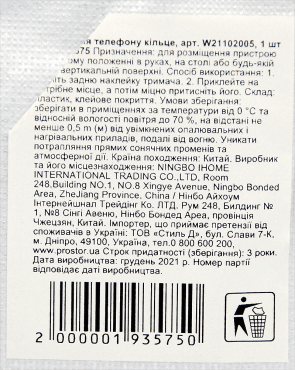 я телефону кільце, арт. W21102005, 1 шт
575 Призначення: для розміщення пристрою
ому положенні в руках, на столі або будь-якій
вертикальній поверхні. Спосіб використання: 1.
іть задню наклейку тримача. 2. Приклейте на
рібне місце, а потім міцно притисніть його. Склад:
пластик, клейове покриття. Умови зберігання:
зберігати в приміщеннях за температури від 0 °С та
відносній вологості повітря до 70 %, на відстані не
менше 0,5 (м) від увімкнених опалювальних і
нагрівальних приладів, подалі від вогню. Уникати
потрапляння прямих сонячних променів та
атмосферної дії. Країна походження: Китай. Виробник
та його місцезнаходження: NINGBO IHOME
INTERNATIONAL TRADING CO.,LTD, Room
248.Building NO.1, NO.8 Xingye Avenue, Ningbo Bonded
Area, ZheJiang Province, China / Нінбо Айхоум
Інтернейшнал Трейдінг Ко. ЛТД. Рум 248, Білдинг №
1, №8 Сінгі Авеню, Нінбо Бондед Ареа, провінція
Чжецзян, Китай. Імпортер, що приймає претензії від
споживачів в Україні: ТОВ «Стиль Д», бул. Слави 7-К,
м. Дніпро, 49100, Україна, тел.0 800 600 200,
www.prostor.ua Строк придатності (зберігання): 3 роки.
Дата виробництва: грудень 2021 г. Номер партії
відповідає даті виробництва.
2 000001 935750